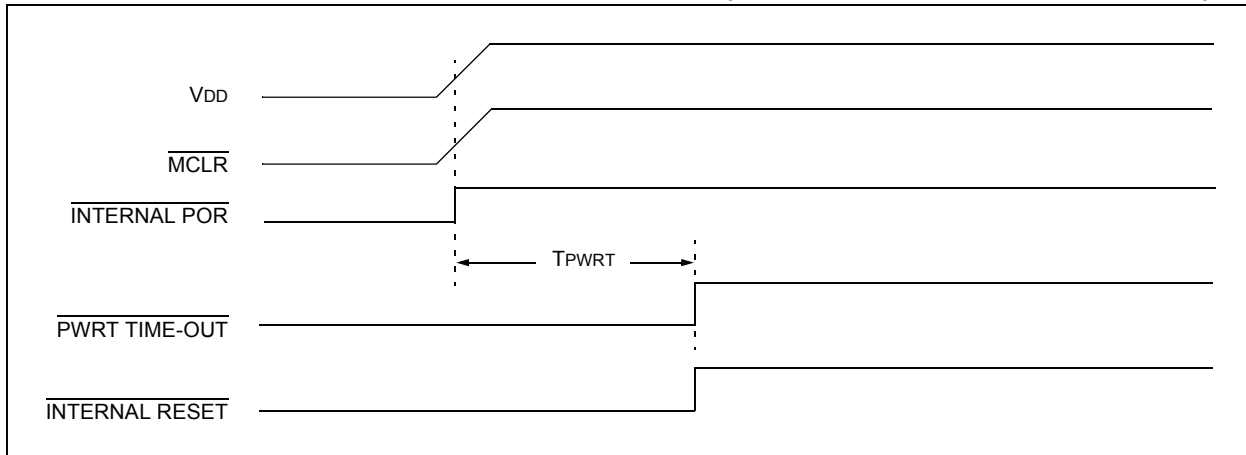 VDD
MCLR
INTERNAL POR
TPWRT
PWRT TIME-OUT
INTERNAL RESET